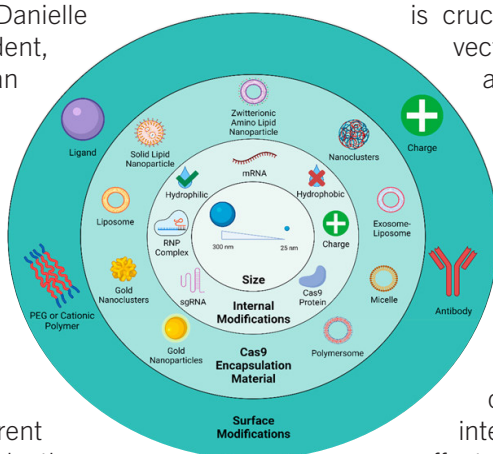 Danielle
dent,
an
is cruc
vect
a
Zwitterionic
Amino Lipid
Nanoparticle
Ligand
Solid Lipid
Nanoparticle
Nanoclusters
Charge
mRNA
Hydrophilic
Hydrophobic
Liposome
Exosome-
Liposome
RNP
Complex
300 nm
25 nm
Charge
Size
sgRNA
Cas9
Protein
Internal
Modifications
Gold
Nanoclusters
Micelle
PEG or Cationic
Polymer
Antibody
Gold
Nanoparticles
Polymersome
Cas9
Encapsulation
Material
Surface
Modifications
rent
inte